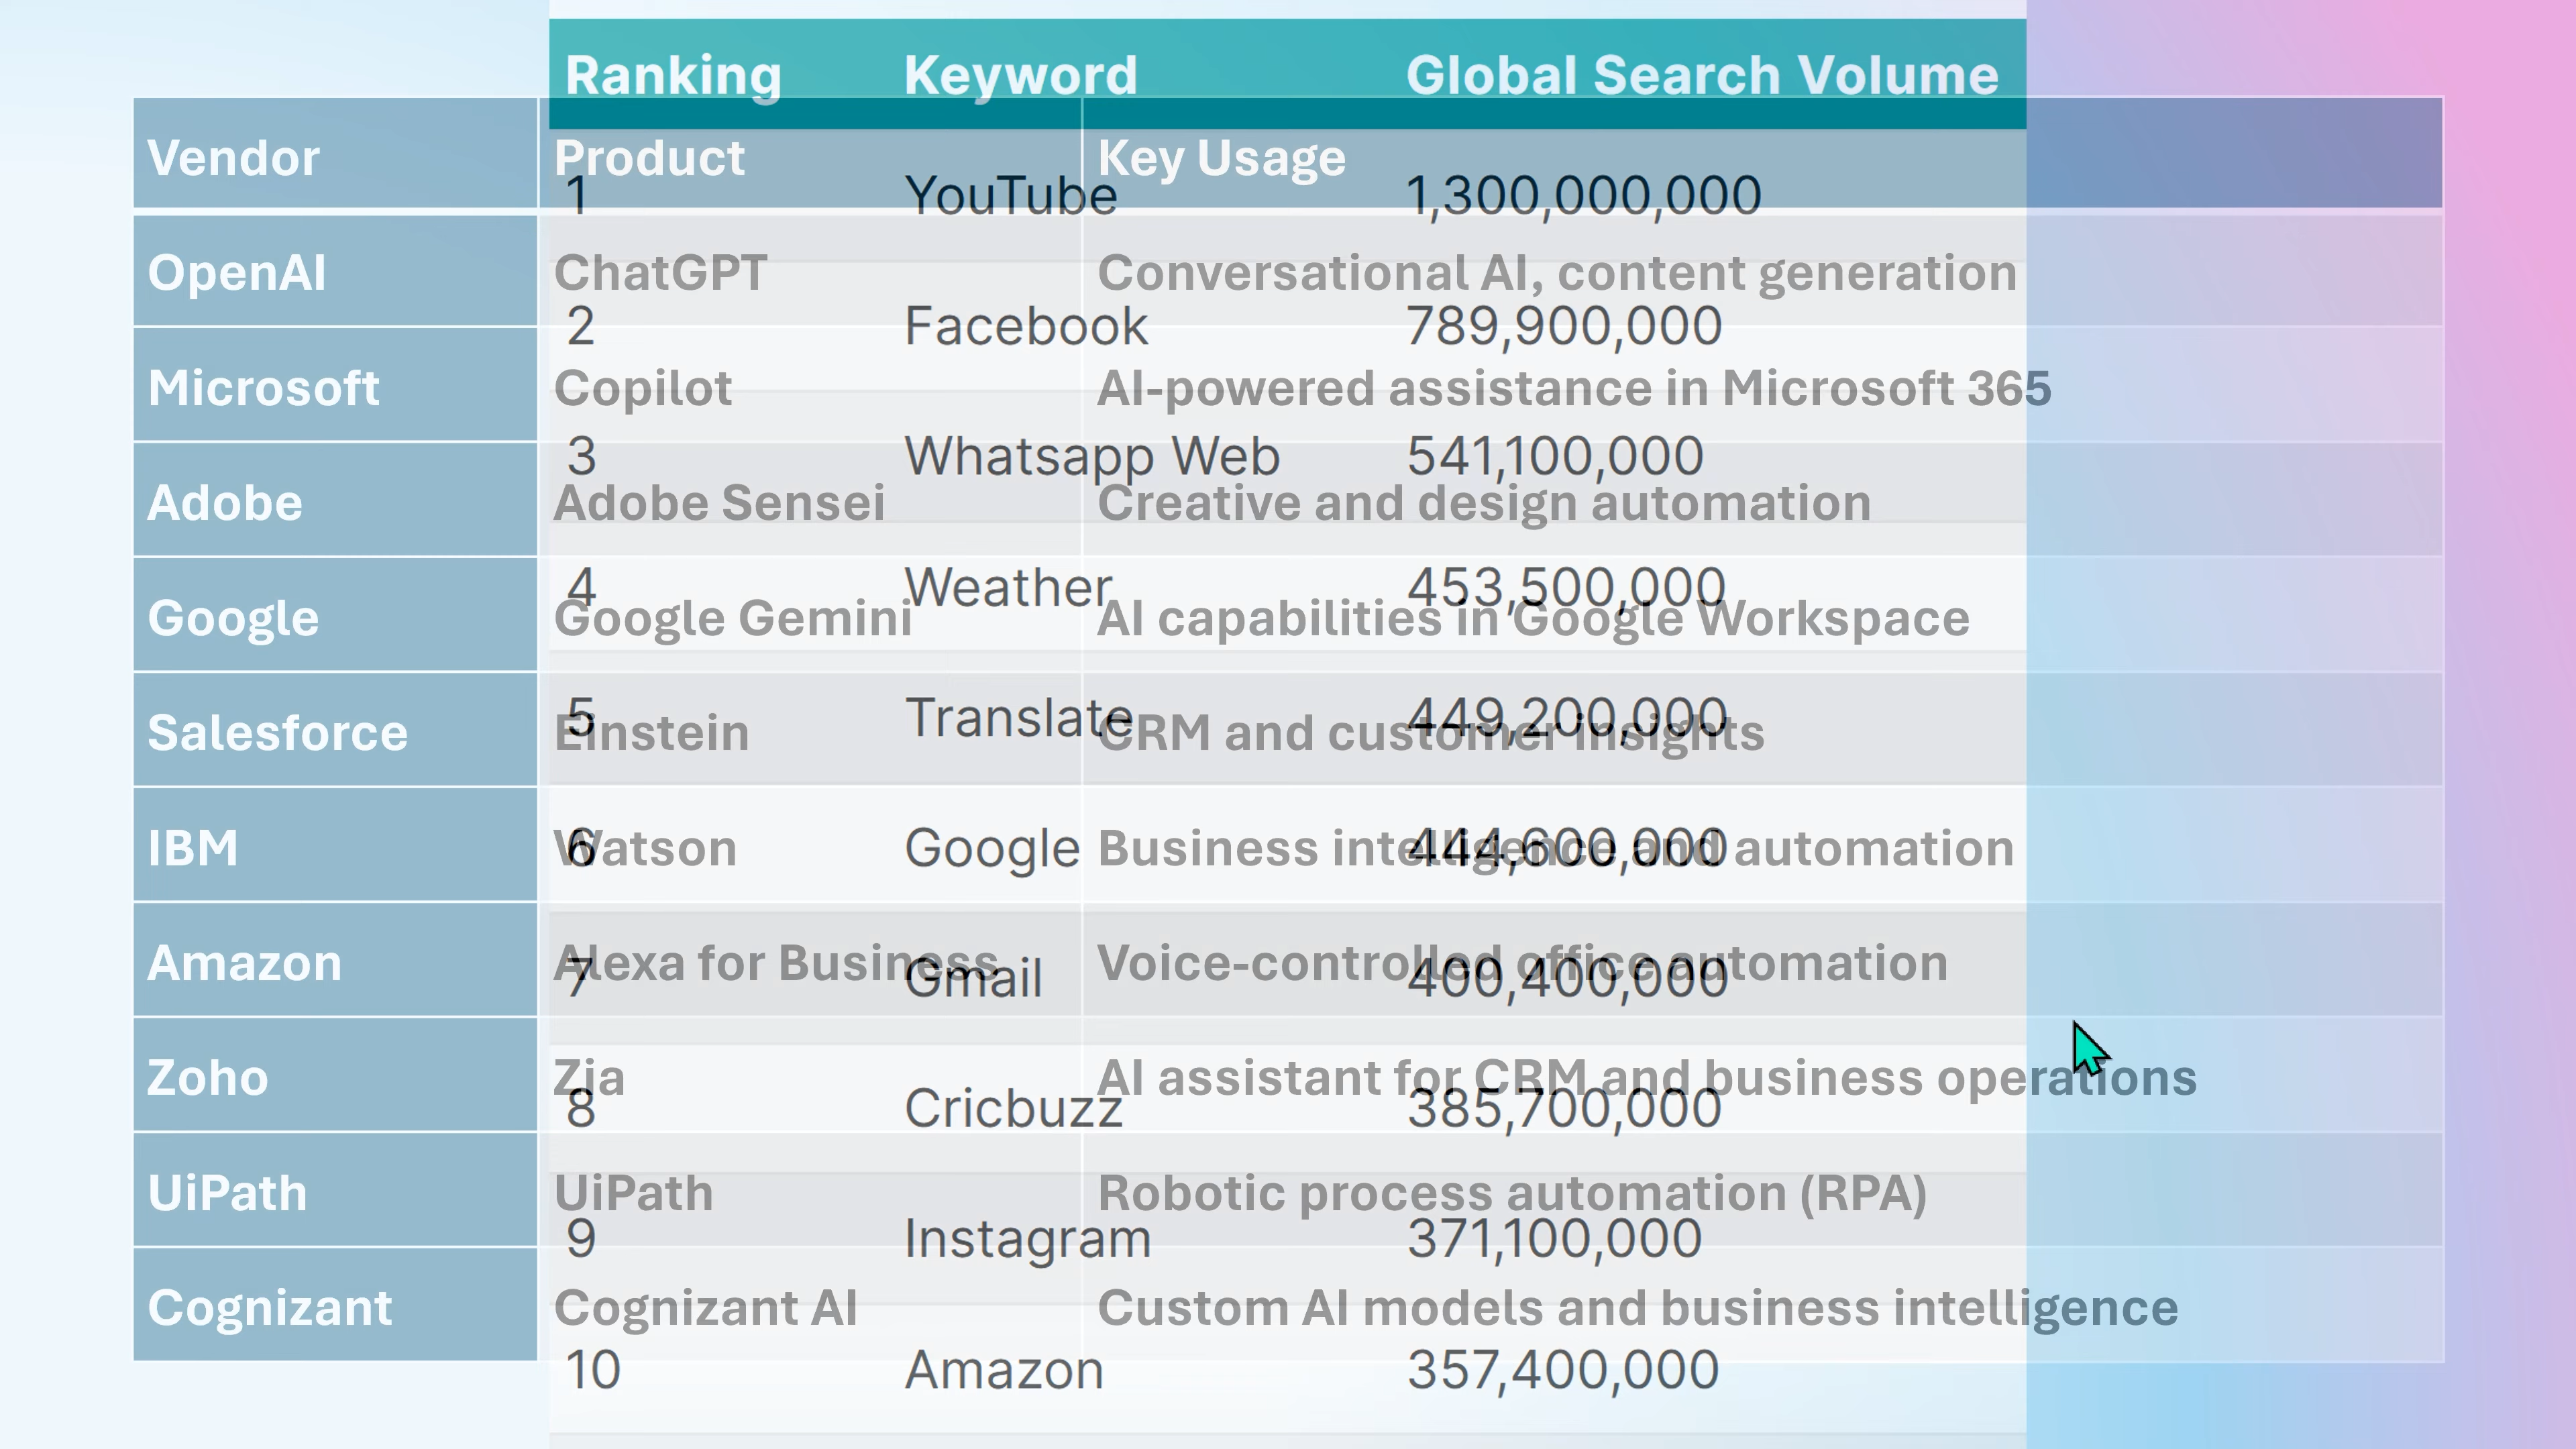 Ranking Keyword Global Search Volume
Vendor Product Key Usage
1 YouTube 1,300,000,000
OpenAI ChatGPT Conversational AI, content generation
2 Facebook 789,900,000
Microsoft Copilot AI-powered assistance in Microsoft 365
3 Whatsapp Web 541,100,000
Adobe Adobe Sensei Creative and design automation
4 Weather 453,500,000
Google Google Gemini AI capabilities in Google Workspace
5 Translate 449,200,000
Salesforce Einstein CRM and customer insights
6 Google 444,600,000
IBM Watson Business intelligence and automation
Amazon Alexa for Business Voice-controlled office automation
7 Gmail 400,400,000
Zoho Zia AI assistant for CRM and business operations
8 Cricbuzz 385,700,000
UiPath UiPath Robotic process automation (RPA)
9 Instagram 371,100,000
Cognizant Cognizant AI Custom AI models and business intelligence
10 Amazon 357,400,000